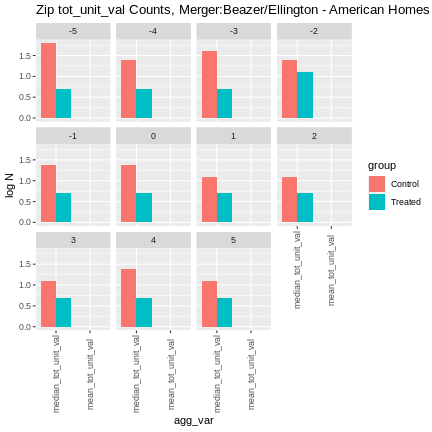 Zip tot_unit_val Counts, Merger:Beazer/Ellington - American Homes
-5
-4
-3
-2
1.5
1.0
0.5
0.0
-1
0
1
2
1.5
1.0
0.5
0.0
log N
group
Control
Treated
3
4
5
1.5
1.0
0.5
0.0
median_tot_unit_val
mean_tot_unit_val
median_tot_unit_val
mean_tot_unit_val
median_tot_unit_val
mean_tot_unit_val
median_tot_unit_val
mean_tot_unit_val
agg_var